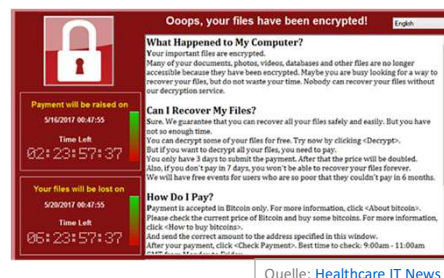 Ooops, your files have been encrypted!
English
What Happened to My Computer?
Your important files are encrypted.
Many of your documents, photos, videos, databases and other files are no longer
accessible because they have been encrypted. Maybe you are busy looking for a way to
recover your files, but do not waste your time. Nobody can recover your files without
our decryption service.
Payment will be raised on
5/16/2017 00:47:55
Time Left
02:23:57:37
Can I Recover My Files?
Sure. We guarantee that you can recover all your files safely and easily. But you have
not so enough time.
You can decrypt some of your files for free. Try now by clicking <Decrypt>.
But if you want to decrypt all your files, you need to pay.
You only have 3 days to submit the payment. After that the price will be doubled.
Also, if you don't pay in 7 days, you won't be able to recover your files forever.
We will have free events for users who are so poor that they couldn't pay in 6 months.
Your files will be lost on
5/20/2017 00:47:55
Time Left
06:23:57:37
How Do I Pay?
Payment is accepted in Bitcoin only. For more information, click <About bitcoin>.
Please check the current price of Bitcoin and buy some bitcoins. For more information,
click <How to buy bitcoins>.
And send the correct amount to the address specified in this window.
After your payment, click <Check Payment>. Best time to check: 9:00am - 11:00am
Quelle: Healthcare IT News